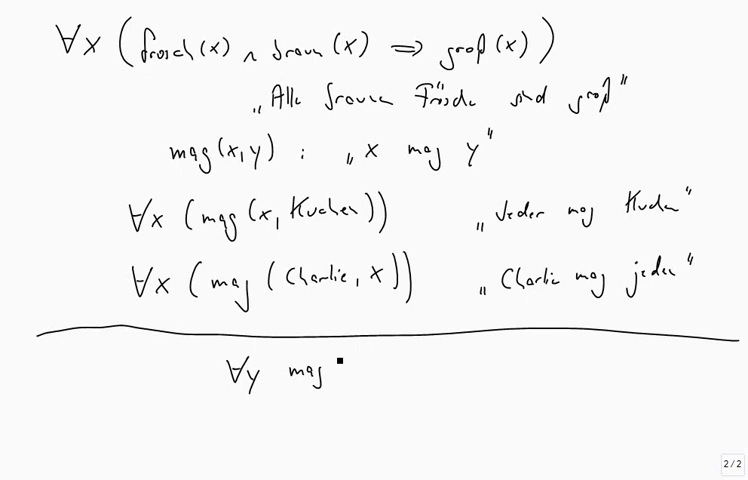 ∀x (frosch(x) ∧ braun(x) ⇒ groß(x))
„Alle braunen Frösche sind groß"
mag(x,y) : „x mag y"
∀x (mag(x, Kuchen)) „Jeder mag Kuchen"
∀x (mag(Charlie, x)) „Charlie mag jeden"
∀y mag
2/2